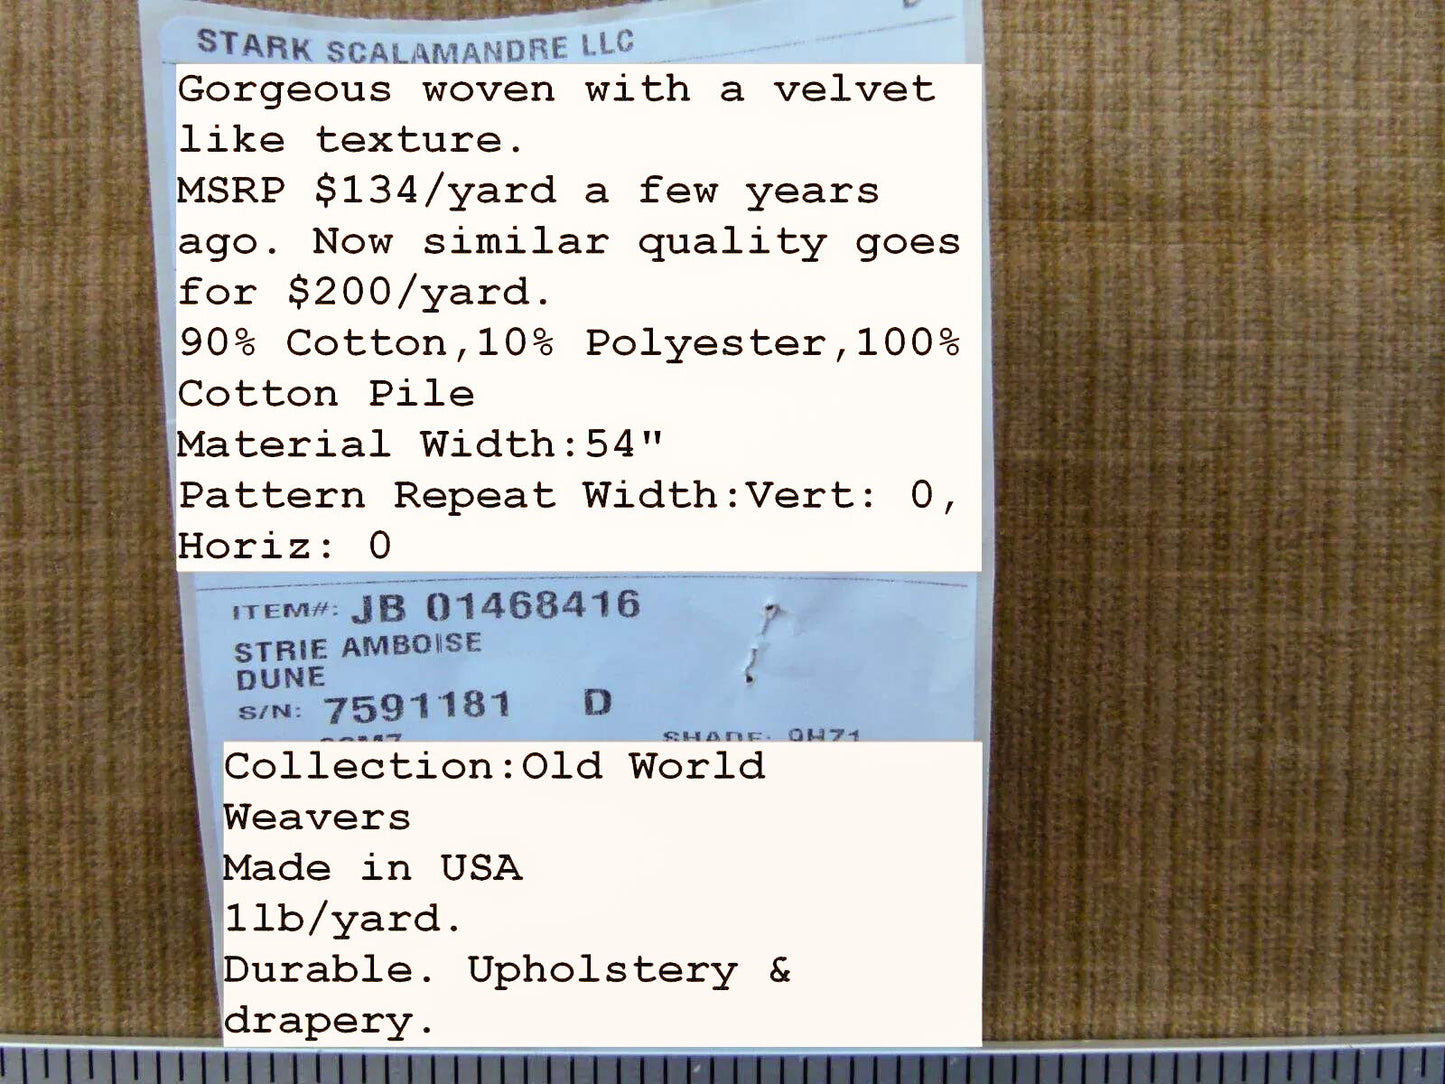 STARK SCALAMANDRE LLC
Gorgeous woven with a velvet
like texture.
MSRP $134/yard a few years
ago. Now similar quality goes
for $200/yard.
90% Cotton,10% Polyester,100%
Cotton Pile
Material Width:54"
Pattern Repeat Width:Vert: 0,
Horiz: 0
ITEM#: JB 01468416
STRIE AMBOISE
DUNE
S/N: 7591181 D
SHADE: 9H71
Collection:Old World
Weavers
Made in USA
1lb/yard.
Durable. Upholstery &
drapery.